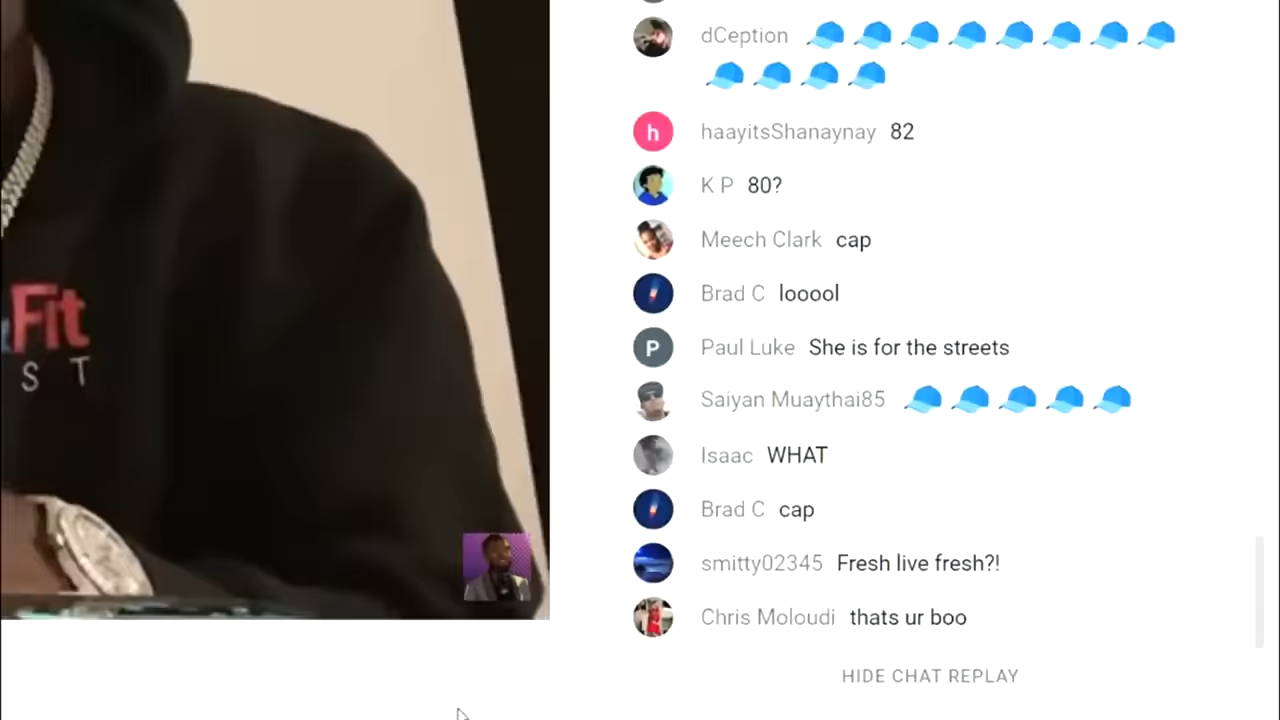 dCeption 🧢🧢🧢🧢🧢🧢🧢🧢
🧢🧢🧢🧢
h haayitsShanaynay 82
K P 80?
Meech Clark cap
Brad C looool
P Paul Luke She is for the streets
Saiyan Muaythai85 🧢🧢🧢🧢🧢
Isaac WHAT
Brad C cap
smitty02345 Fresh live fresh?!
Chris Moloudi thats ur boo
HIDE CHAT REPLAY
Fit
S T